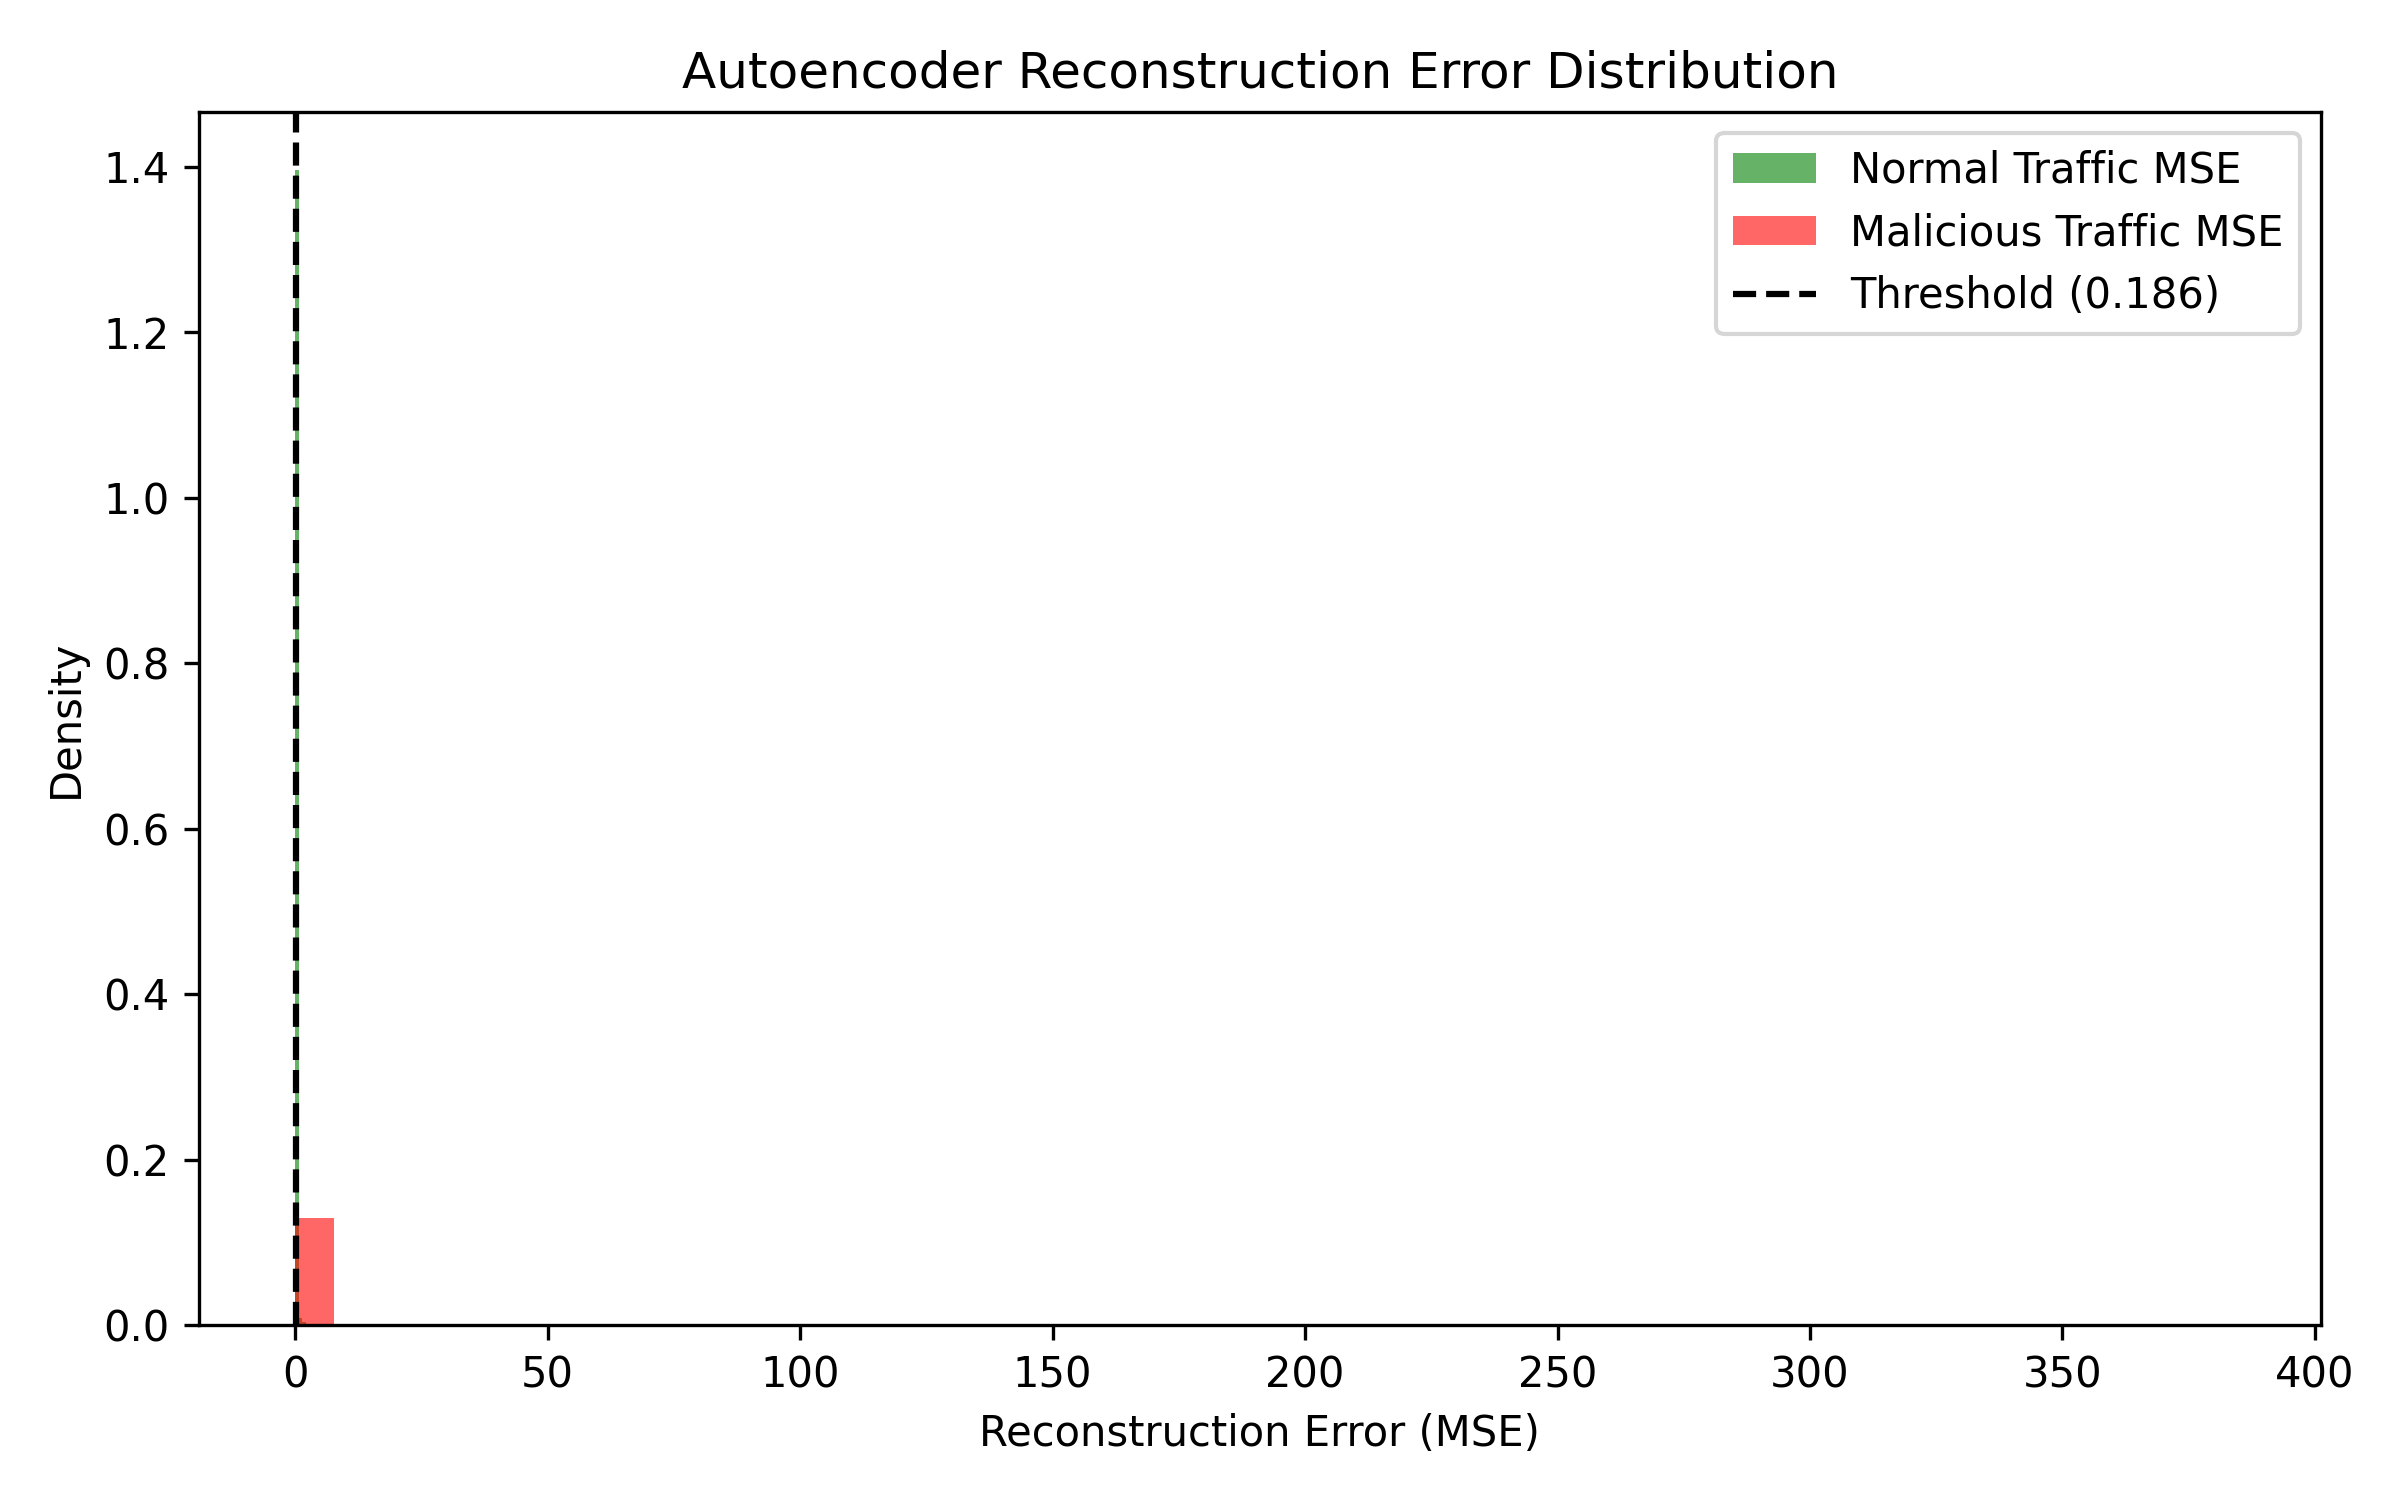 Autoencoder Reconstruction Error Distribution
Normal Traffic MSE
Malicious Traffic MSE
Threshold (0.186)
Density
1.4
1.2
1.0
0.8
0.6
0.4
0.2
0.0
0 50 100 150 200 250 300 350 400
Reconstruction Error (MSE)